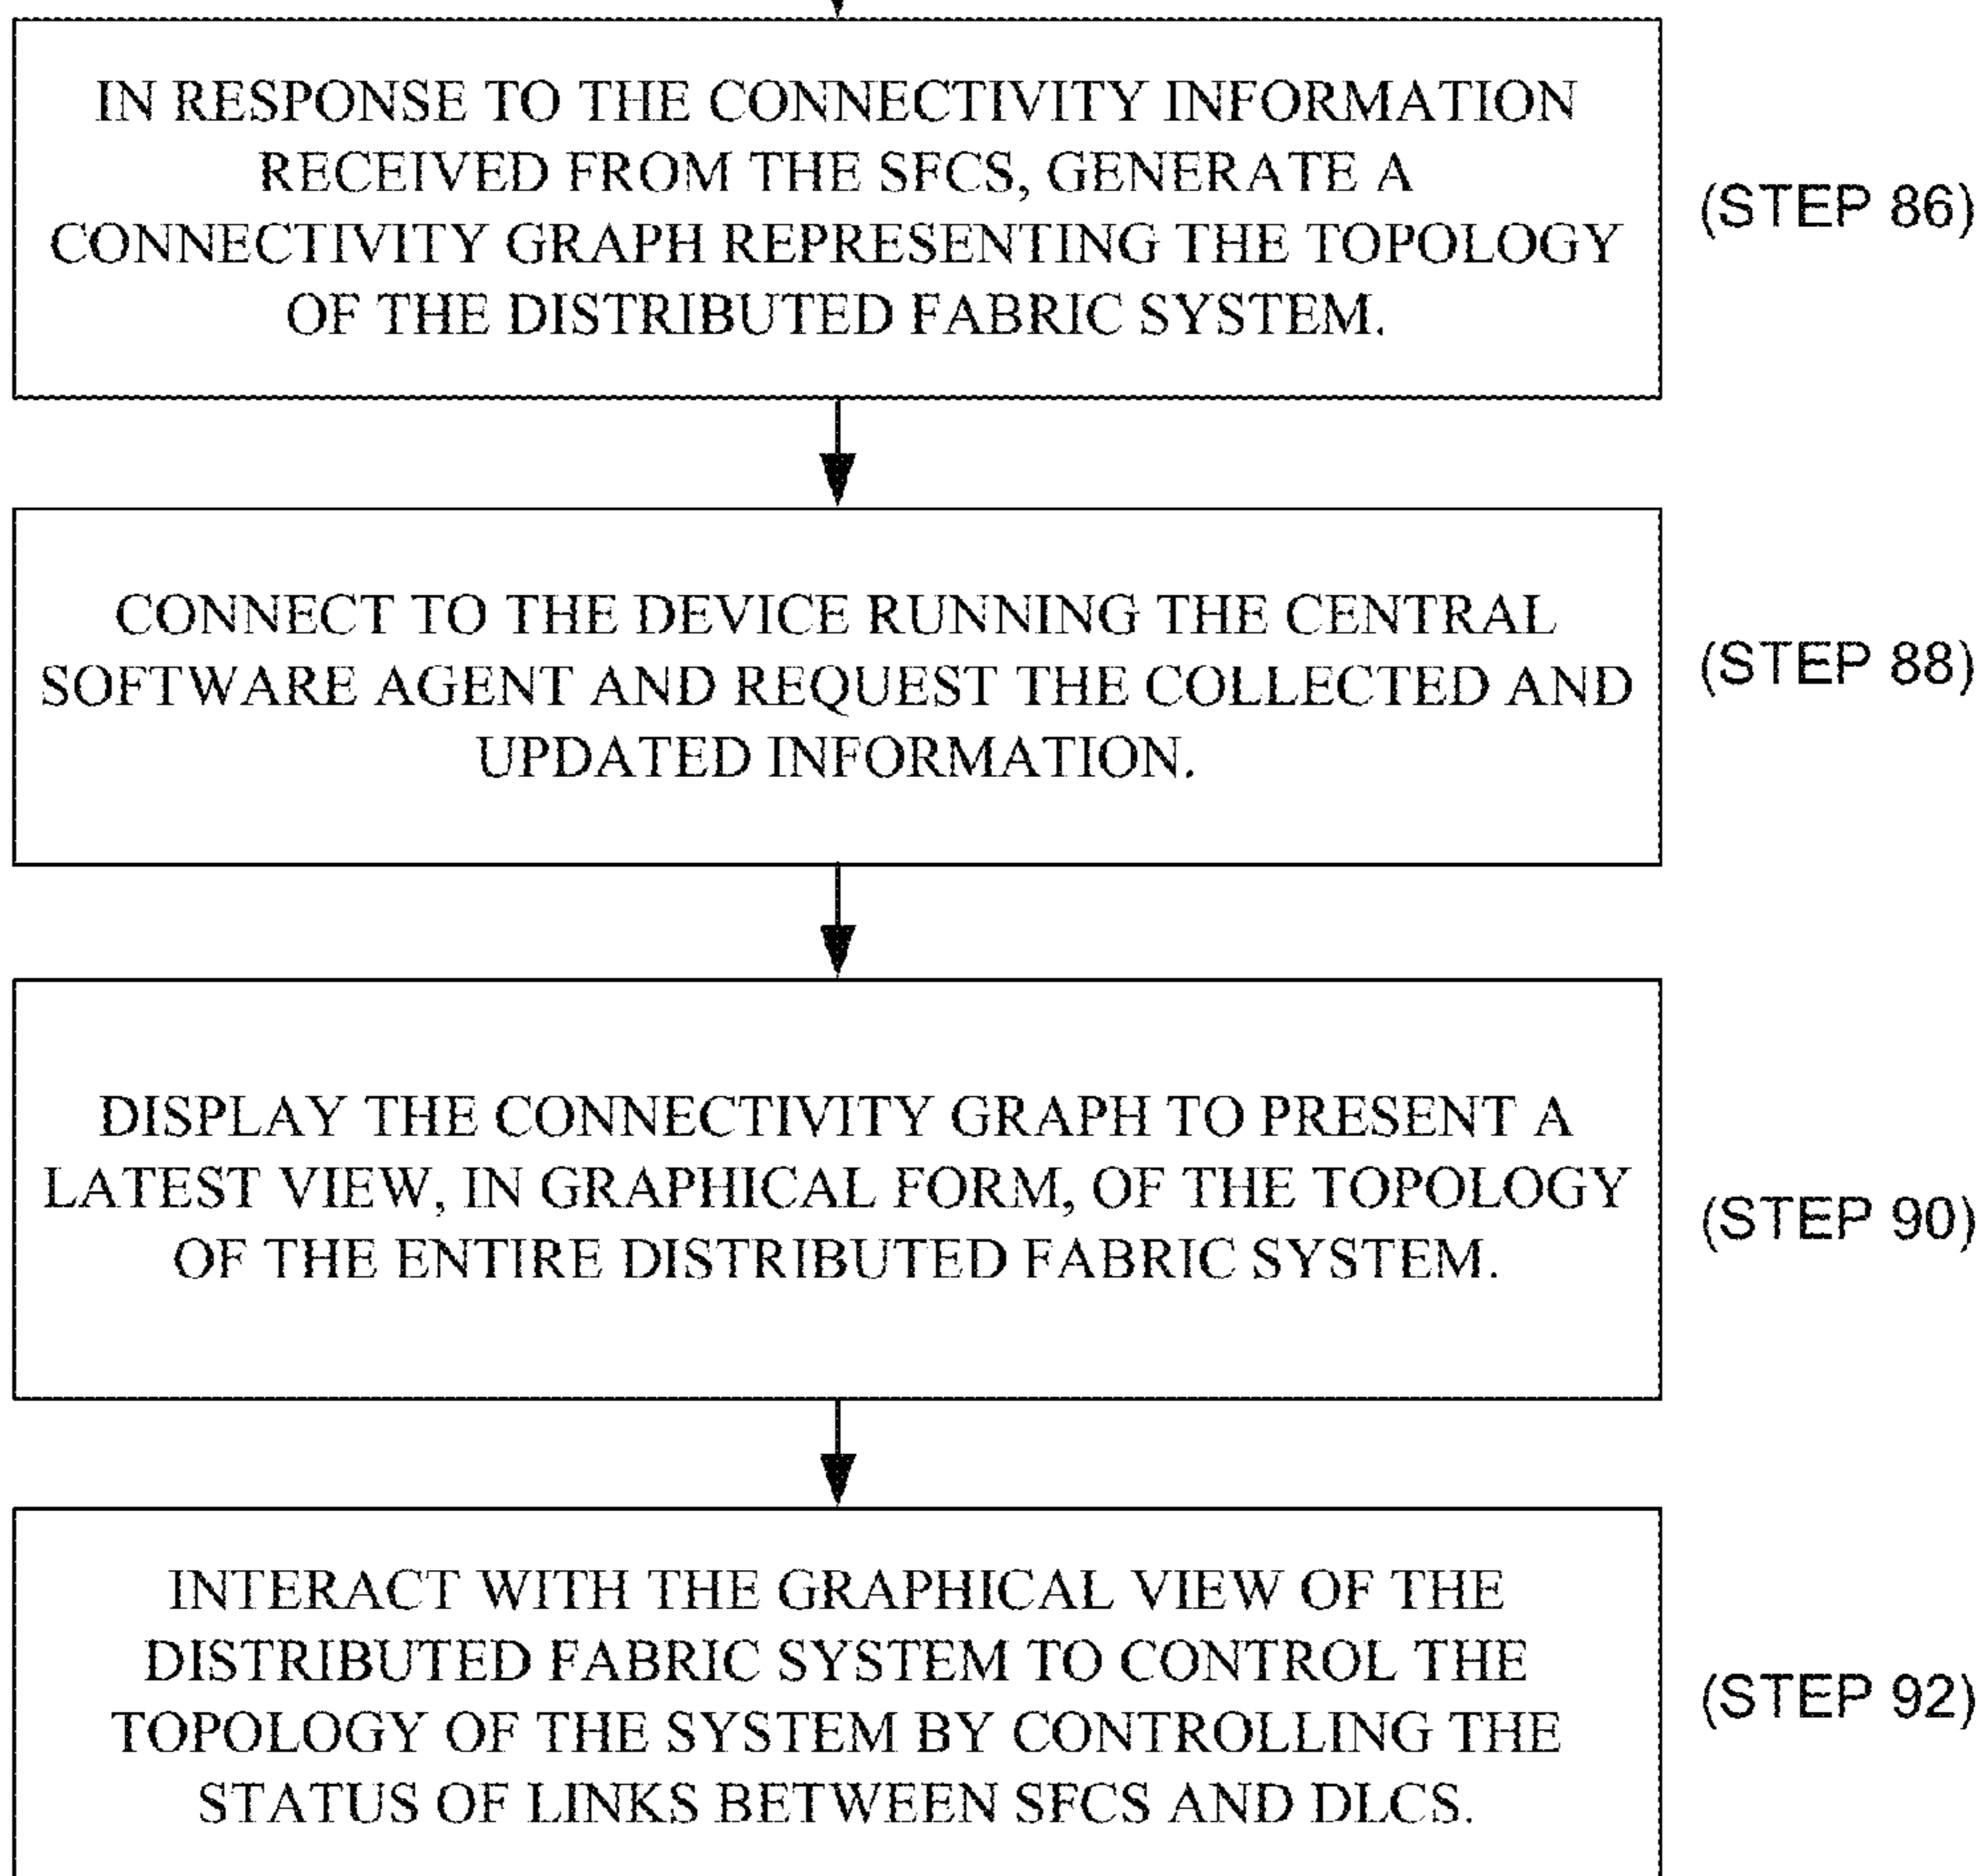 IN RESPONSE TO THE CONNECTIVITY INFORMATION
RECEIVED FROM THE SFCS, GENERATE A
CONNECTIVITY GRAPH REPRESENTING THE TOPOLOGY
OF THE DISTRIBUTED FABRIC SYSTEM.
(STEP 86)
CONNECT TO THE DEVICE RUNNING THE CENTRAL
SOFTWARE AGENT AND REQUEST THE COLLECTED AND
UPDATED INFORMATION.
(STEP 88)
DISPLAY THE CONNECTIVITY GRAPH TO PRESENT A
LATEST VIEW, IN GRAPHICAL FORM, OF THE TOPOLOGY
OF THE ENTIRE DISTRIBUTED FABRIC SYSTEM.
(STEP 90)
INTERACT WITH THE GRAPHICAL VIEW OF THE
DISTRIBUTED FABRIC SYSTEM TO CONTROL THE
TOPOLOGY OF THE SYSTEM BY CONTROLLING THE
STATUS OF LINKS BETWEEN SFCS AND DLCS.
(STEP 92)